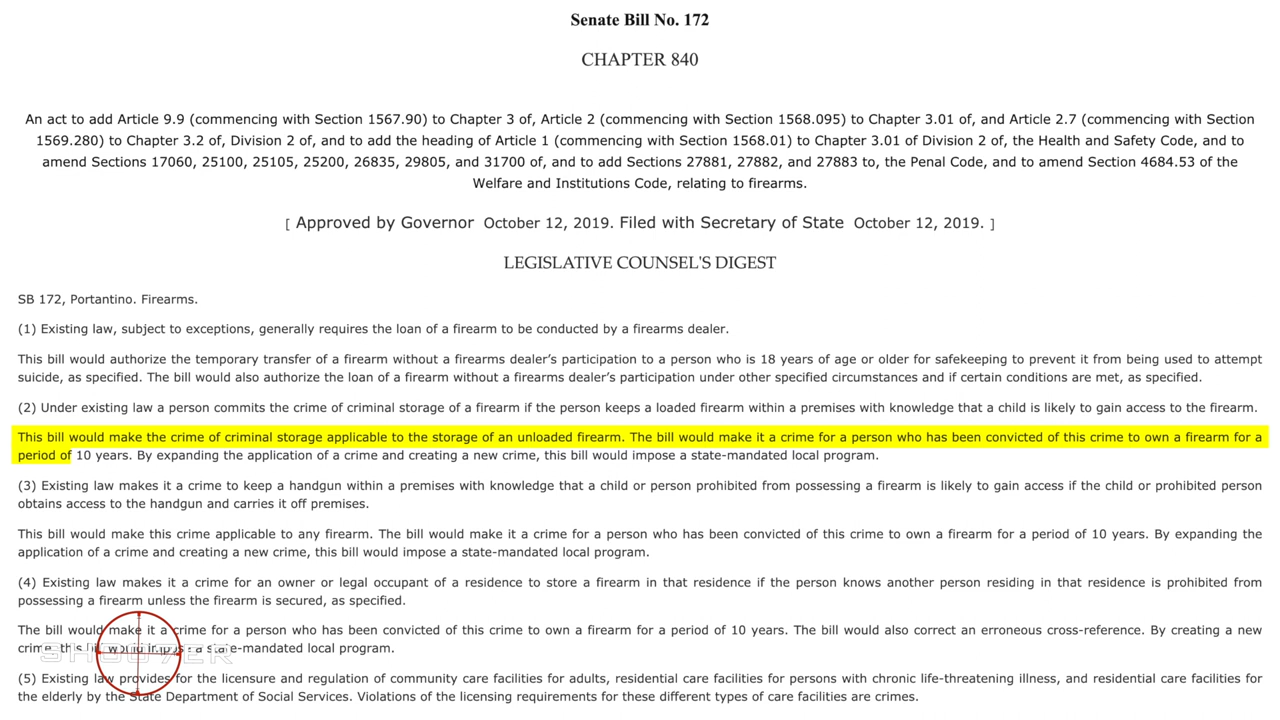 Senate Bill No. 172
CHAPTER 840
An act to add Article 9.9 (commencing with Section 1567.90) to Chapter 3 of, Article 2 (commencing with Section 1568.095) to Chapter 3.01 of, and Article 2.7 (commencing with Section
1569.280) to Chapter 3.2 of, Division 2 of, and to add the heading of Article 1 (commencing with Section 1568.01) to Chapter 3.01 of Division 2 of, the Health and Safety Code, and to
amend Sections 17060, 25100, 25105, 25200, 26835, 29805, and 31700 of, and to add Sections 27881, 27882, and 27883 to, the Penal Code, and to amend Section 4684.53 of the
Welfare and Institutions Code, relating to firearms.
[ Approved by Governor October 12, 2019. Filed with Secretary of State October 12, 2019. ]
LEGISLATIVE COUNSEL'S DIGEST
SB 172, Portantino. Firearms.
(1) Existing law, subject to exceptions, generally requires the loan of a firearm to be conducted by a firearms dealer.
This bill would authorize the temporary transfer of a firearm without a firearms dealer's participation to a person who is 18 years of age or older for safekeeping to prevent it from being used to attempt
suicide, as specified. The bill would also authorize the loan of a firearm without a firearms dealer's participation under other specified circumstances and if certain conditions are met, as specified.
(2) Under existing law a person commits the crime of criminal storage of a firearm if the person keeps a loaded firearm within a premises with knowledge that a child is likely to gain access to the firearm.
This bill would make the crime of criminal storage applicable to the storage of an unloaded firearm. The bill would make it a crime for a person who has been convicted of this crime to own a firearm for a
period of 10 years. By expanding the application of a crime and creating a new crime, this bill would impose a state-mandated local program.
(3) Existing law makes it a crime to keep a handgun within a premises with knowledge that a child or person prohibited from possessing a firearm is likely to gain access if the child or prohibited person
obtains access to the handgun and carries it off premises.
This bill would make this crime applicable to any firearm. The bill would make it a crime for a person who has been convicted of this crime to own a firearm for a period of 10 years. By expanding the
application of a crime and creating a new crime, this bill would impose a state-mandated local program.
(4) Existing law makes it a crime for an owner or legal occupant of a residence to store a firearm in that residence if the person knows another person residing in that residence is prohibited from
possessing a firearm unless the firearm is secured, as specified.
The bill would make it a crime for a person who has been convicted of this crime to own a firearm for a period of 10 years. The bill would also correct an erroneous cross-reference. By creating a new
crime, this bill would impose a state-mandated local program.
(5) Existing law provides for the licensure and regulation of community care facilities for adults, residential care facilities for persons with chronic life-threatening illness, and residential care facilities for
the elderly by the State Department of Social Services. Violations of the licensing requirements for these different types of care facilities are crimes.